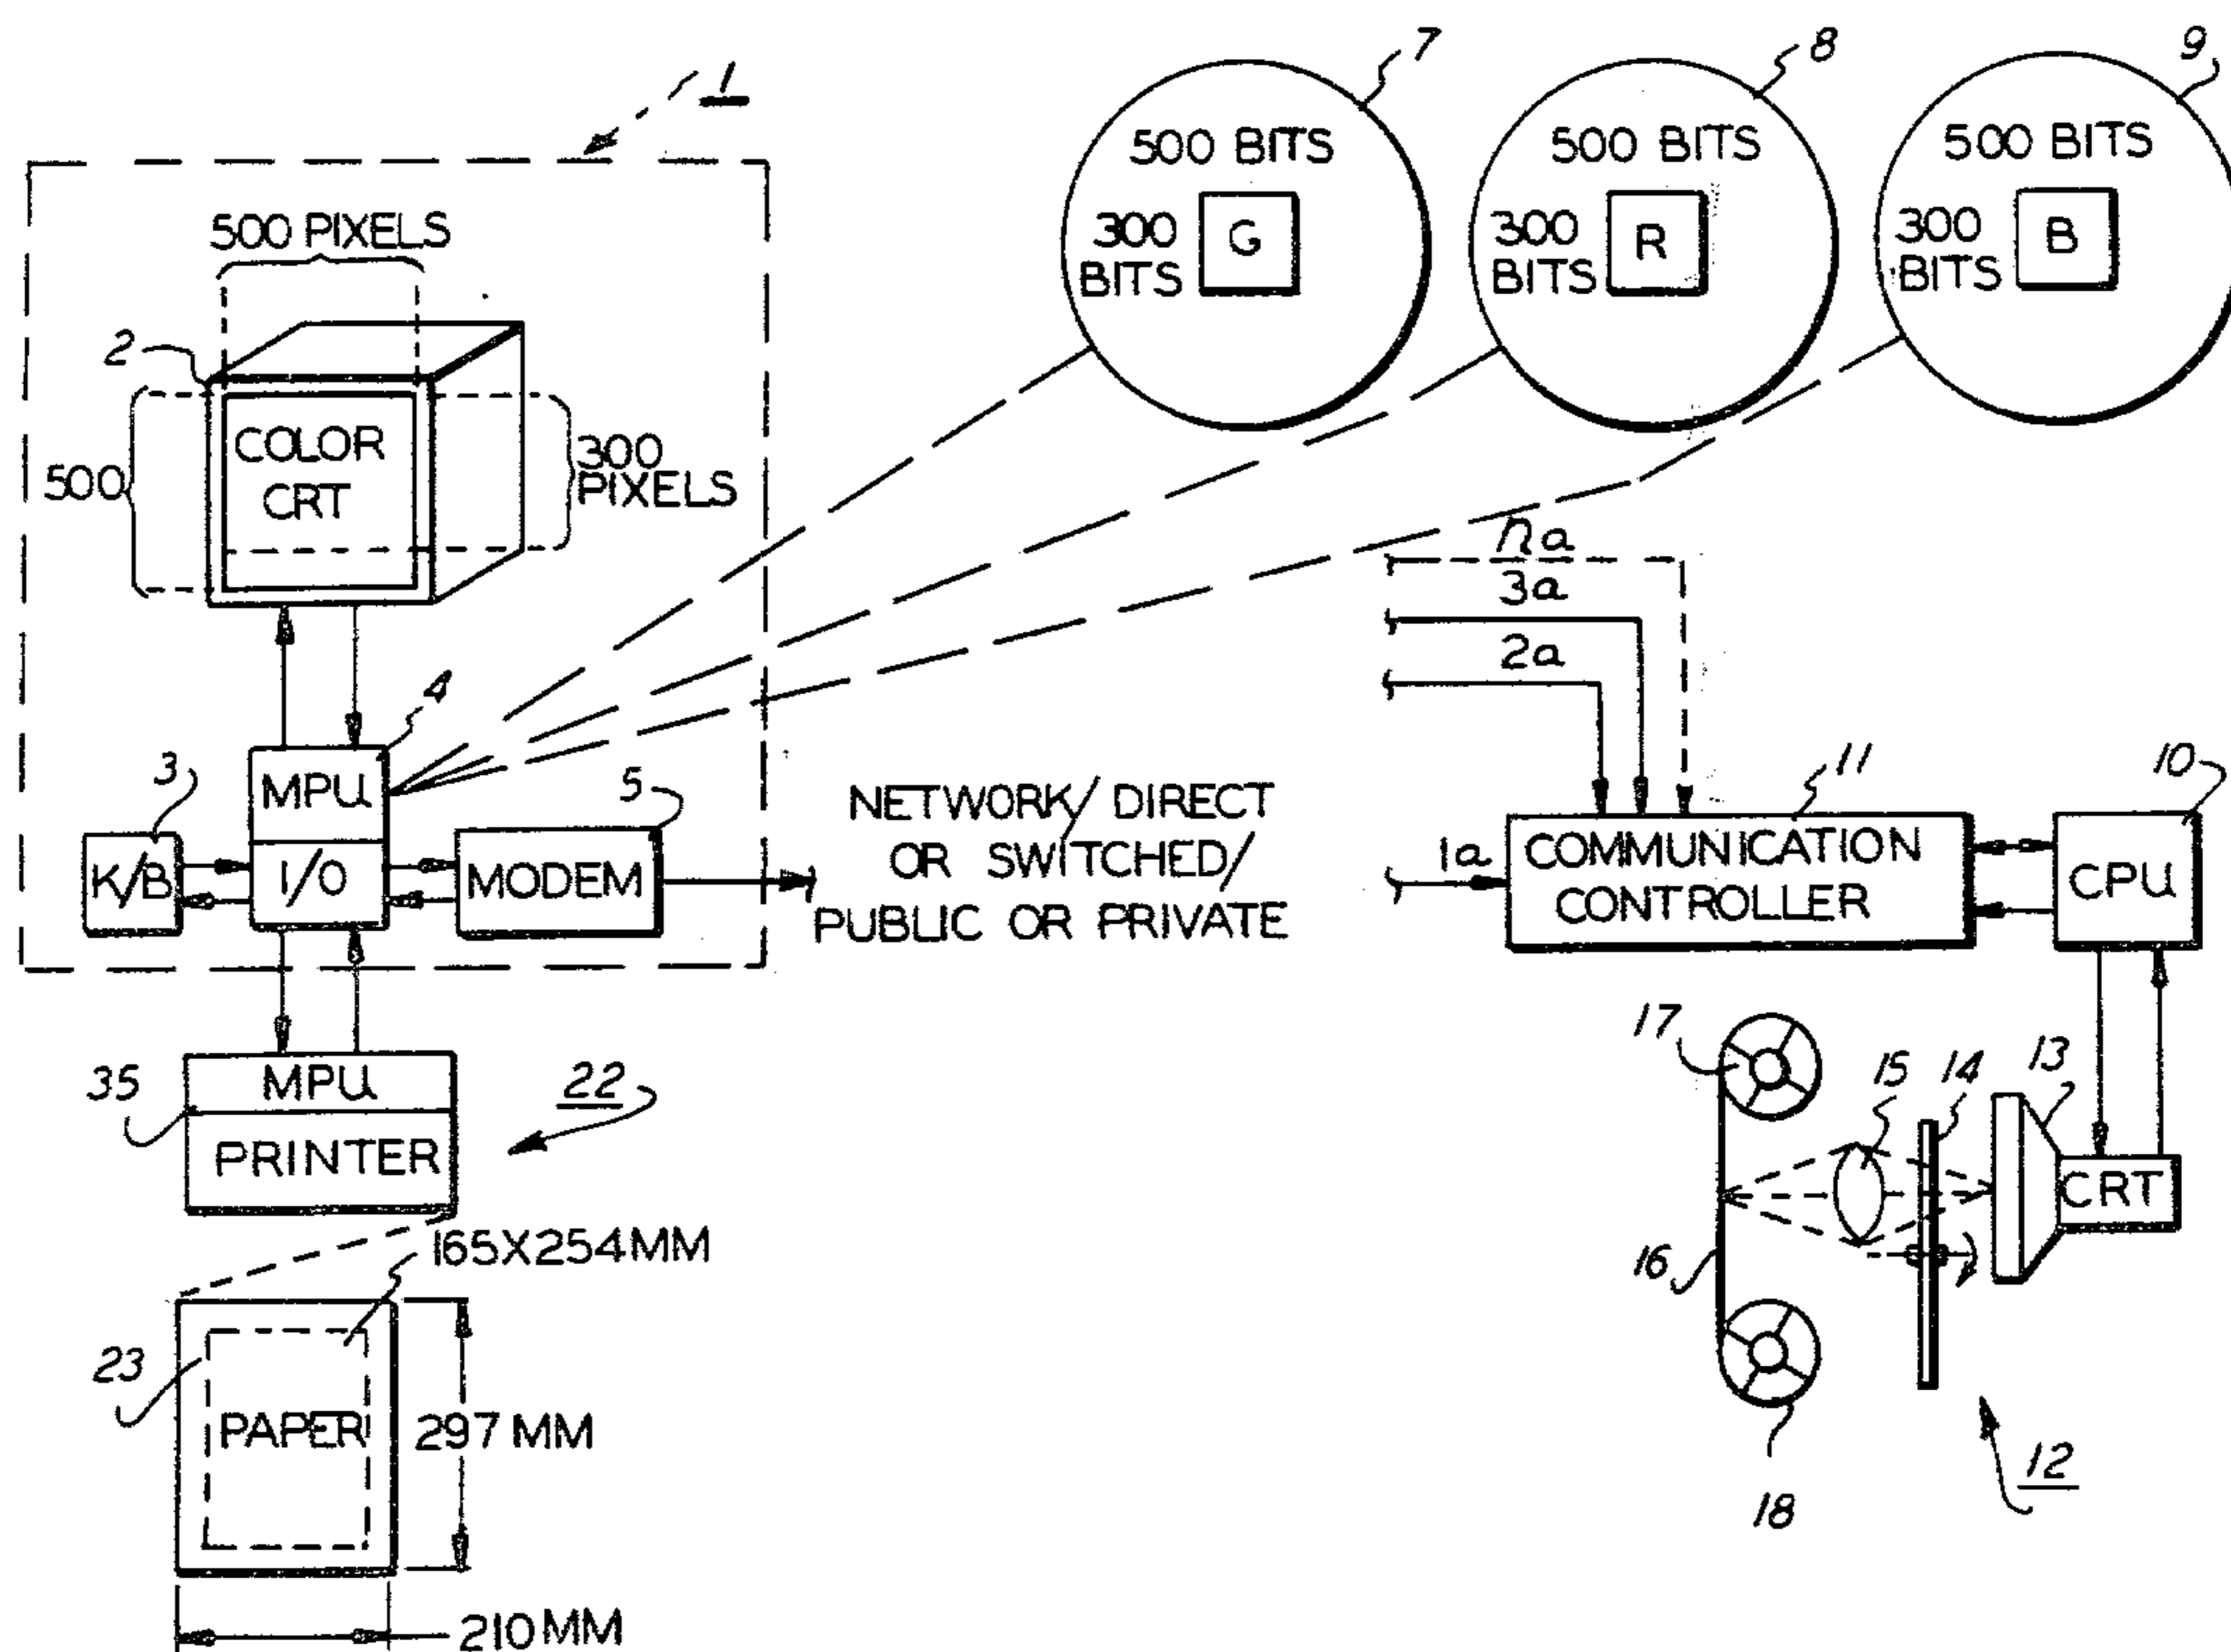 1
7
8
9
500 BITS
300
BITS
G
500 BITS
300
BITS
R
500 BITS
300
BITS
B
500 PIXELS
2
COLOR
CRT
500
300
PIXELS
na
3a
2a
4
3
MPU
5
K/B
I/O
MODEM
NETWORK/DIRECT
OR SWITCHED/
PUBLIC OR PRIVATE
1a
11
COMMUNICATION
CONTROLLER
10
CPU
35
MPU
PRINTER
22
165X254MM
23
PAPER
297 MM
210 MM
17
15
14
13
CRT
16
18
12